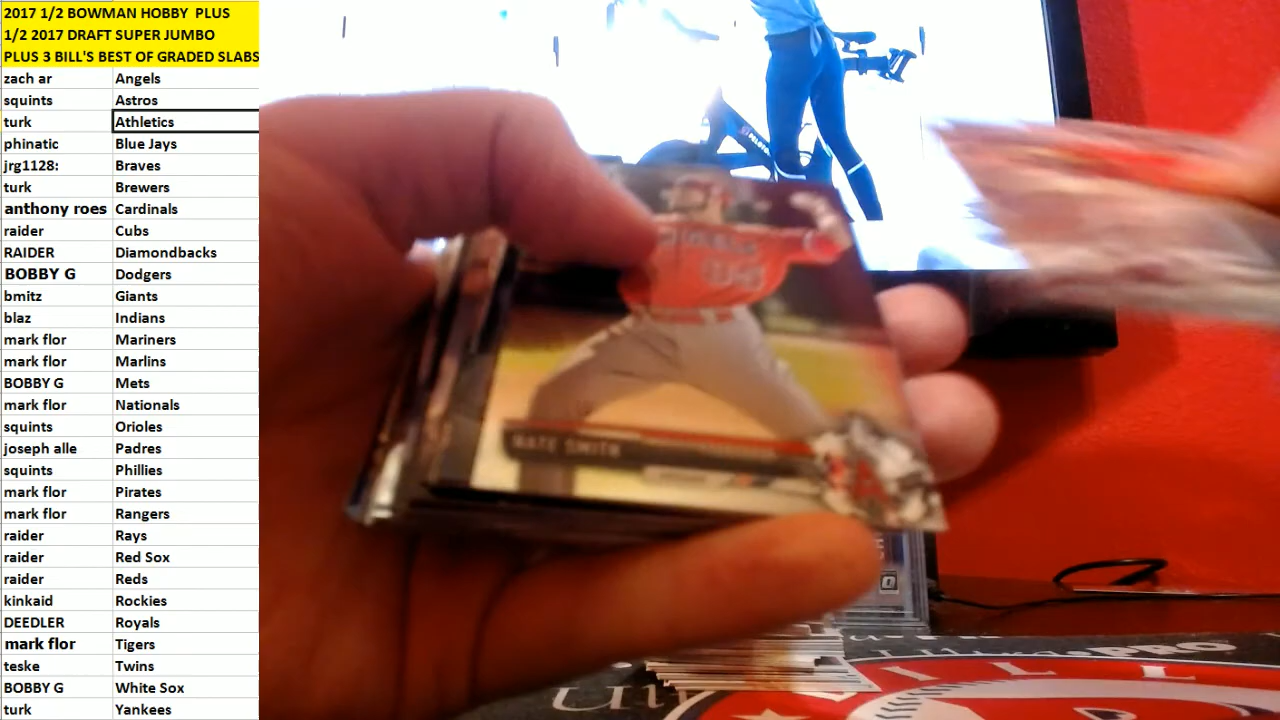 2017 1/2 BOWMAN HOBBY PLUS
1/2 2017 DRAFT SUPER JUMBO
PLUS 3 BILL'S BEST OF GRADED SLABS
zach ar Angels
squints Astros
turk Athletics
phinatic Blue Jays
jrg1128: Braves
turk Brewers
anthony roes Cardinals
raider Cubs
RAIDER Diamondbacks
BOBBY G Dodgers
bmitz Giants
blaz Indians
mark flor Mariners
mark flor Marlins
BOBBY G Mets
mark flor Nationals
squints Orioles
joseph alle Padres
squints Phillies
mark flor Pirates
mark flor Rangers
raider Rays
raider Red Sox
raider Reds
kinkaid Rockies
DEEDLER Royals
mark flor Tigers
teske Twins
BOBBY G White Sox
turk Yankees
NATE SMITH
PRO